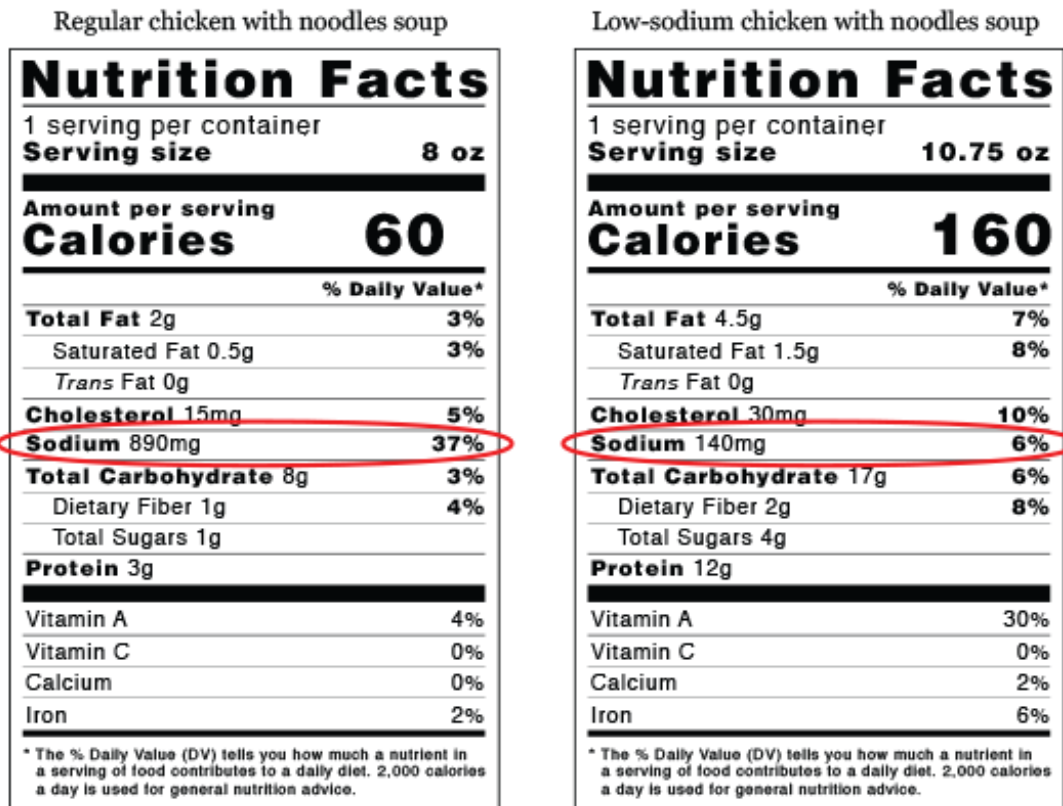 Regular chicken with noodles soup
Nutrition Facts
1 serving per container
Serving size 8 oz
Amount per serving
Calories 60
% Daily Value*
Total Fat 2g 3%
Saturated Fat 0.5g 3%
Trans Fat 0g
Cholesterol 15mg 5%
Sodium 890mg 37%
Total Carbohydrate 8g 3%
Dietary Fiber 1g 4%
Total Sugars 1g
Protein 3g
Vitamin A 4%
Vitamin C 0%
Calcium 0%
Iron 2%
* The % Daily Value (DV) tells you how much a nutrient in
a serving of food contributes to a daily diet. 2,000 calories
a day is used for general nutrition advice.
Low-sodium chicken with noodles soup
Nutrition Facts
1 serving per container
Serving size 10.75 oz
Amount per serving
Calories 160
% Daily Value*
Total Fat 4.5g 7%
Saturated Fat 1.5g 8%
Trans Fat 0g
Cholesterol 30mg 10%
Sodium 140mg 6%
Total Carbohydrate 17g 6%
Dietary Fiber 2g 8%
Total Sugars 4g
Protein 12g
Vitamin A 30%
Vitamin C 0%
Calcium 2%
Iron 6%
* The % Daily Value (DV) tells you how much a nutrient in
a serving of food contributes to a daily diet. 2,000 calories
a day is used for general nutrition advice.